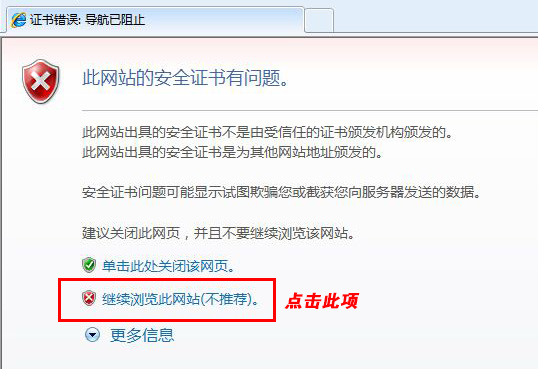 证书错误: 导航已阻止
此网站的安全证书有问题。
此网站出具的安全证书不是由受信任的证书颁发机构颁发的。
此网站出具的安全证书是为其他网站地址颁发的。
安全证书问题可能显示试图欺骗您或截获您向服务器发送的数据。
建议关闭此网页，并且不要继续浏览该网站。
单击此处关闭该网页。
继续浏览此网站(不推荐)。 点击此项
更多信息